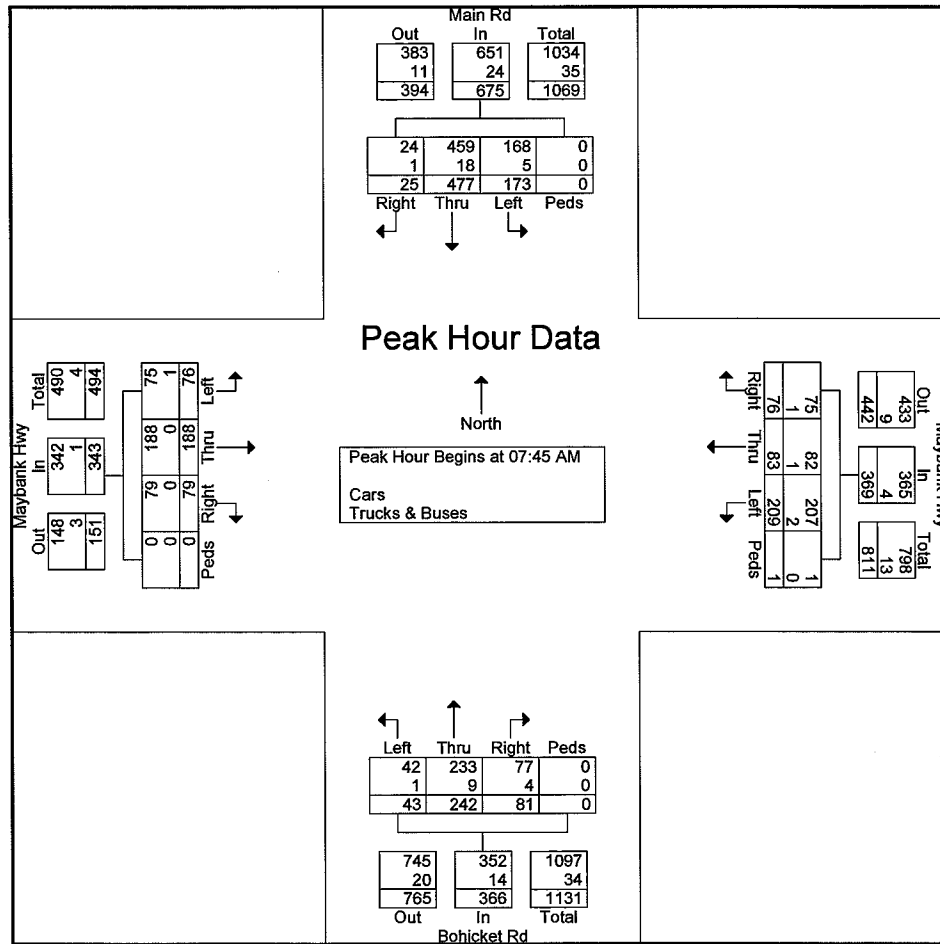 Main Rd
Out In Total
383 651 1034
11 24 35
394 675 1069
24 459 168 0
1 18 5 0
25 477 173 0
Right Thru Left Peds
Peak Hour Data
North
Peak Hour Begins at 07:45 AM
Cars
Trucks & Buses
Maybank Hwy
Out In Total
148 342 490
3 1 4
151 343 494
0 79 188 75
0 0 0 1
0 79 188 76
Peds Right Thru Left
Maybank Hwy
Out In Total
433 365 798
9 4 13
442 369 811
75 82 207 1
1 1 2 0
76 83 209 1
Right Thru Left Peds
Left Thru Right Peds
42 233 77 0
1 9 4 0
43 242 81 0
745 352 1097
20 14 34
765 366 1131
Out In Total
Bohicket Rd